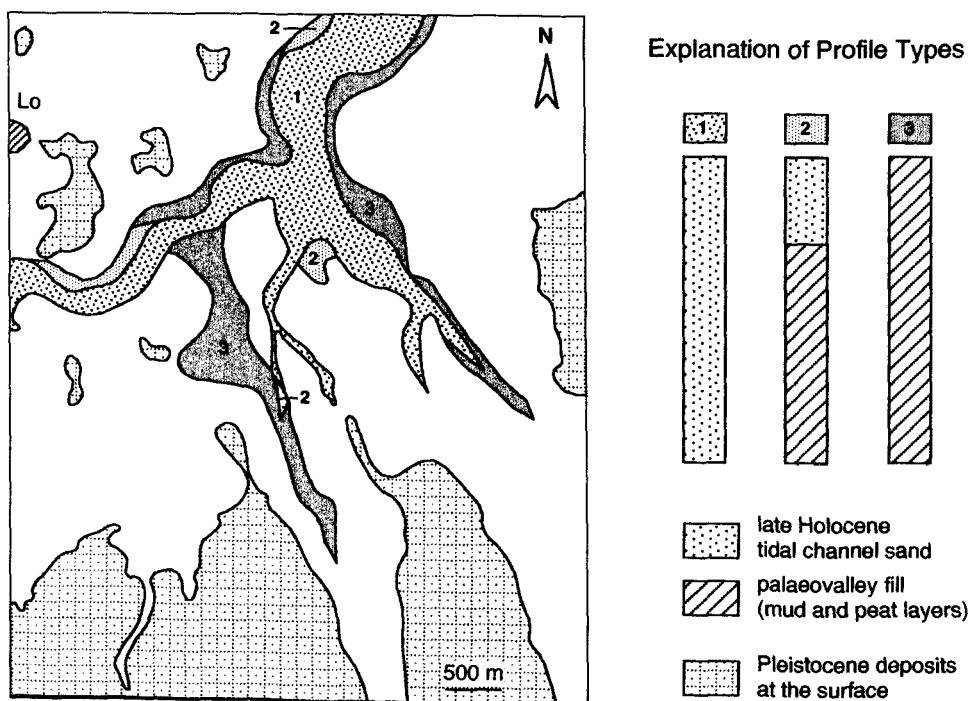 2
N
1
Lo
3
2
3
2
500 m
Explanation of Profile Types
1 2 3
late Holocene
tidal channel sand
palaeovalley fill
(mud and peat layers)
Pleistocene deposits
at the surface